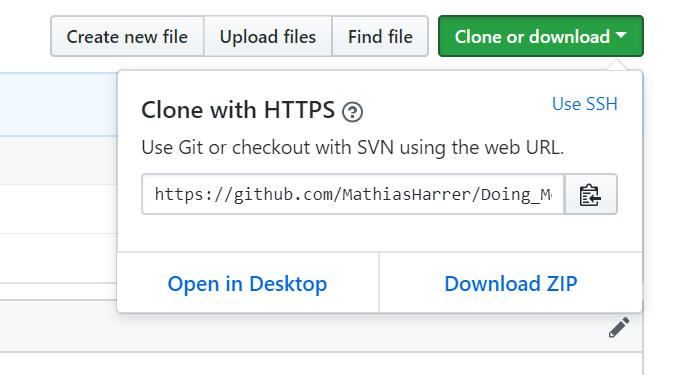 Create new file Upload files Find file Clone or download
Clone with HTTPS Use SSH
Use Git or checkout with SVN using the web URL.
https://github.com/MathiasHarrer/Doing_M
Open in Desktop Download ZIP